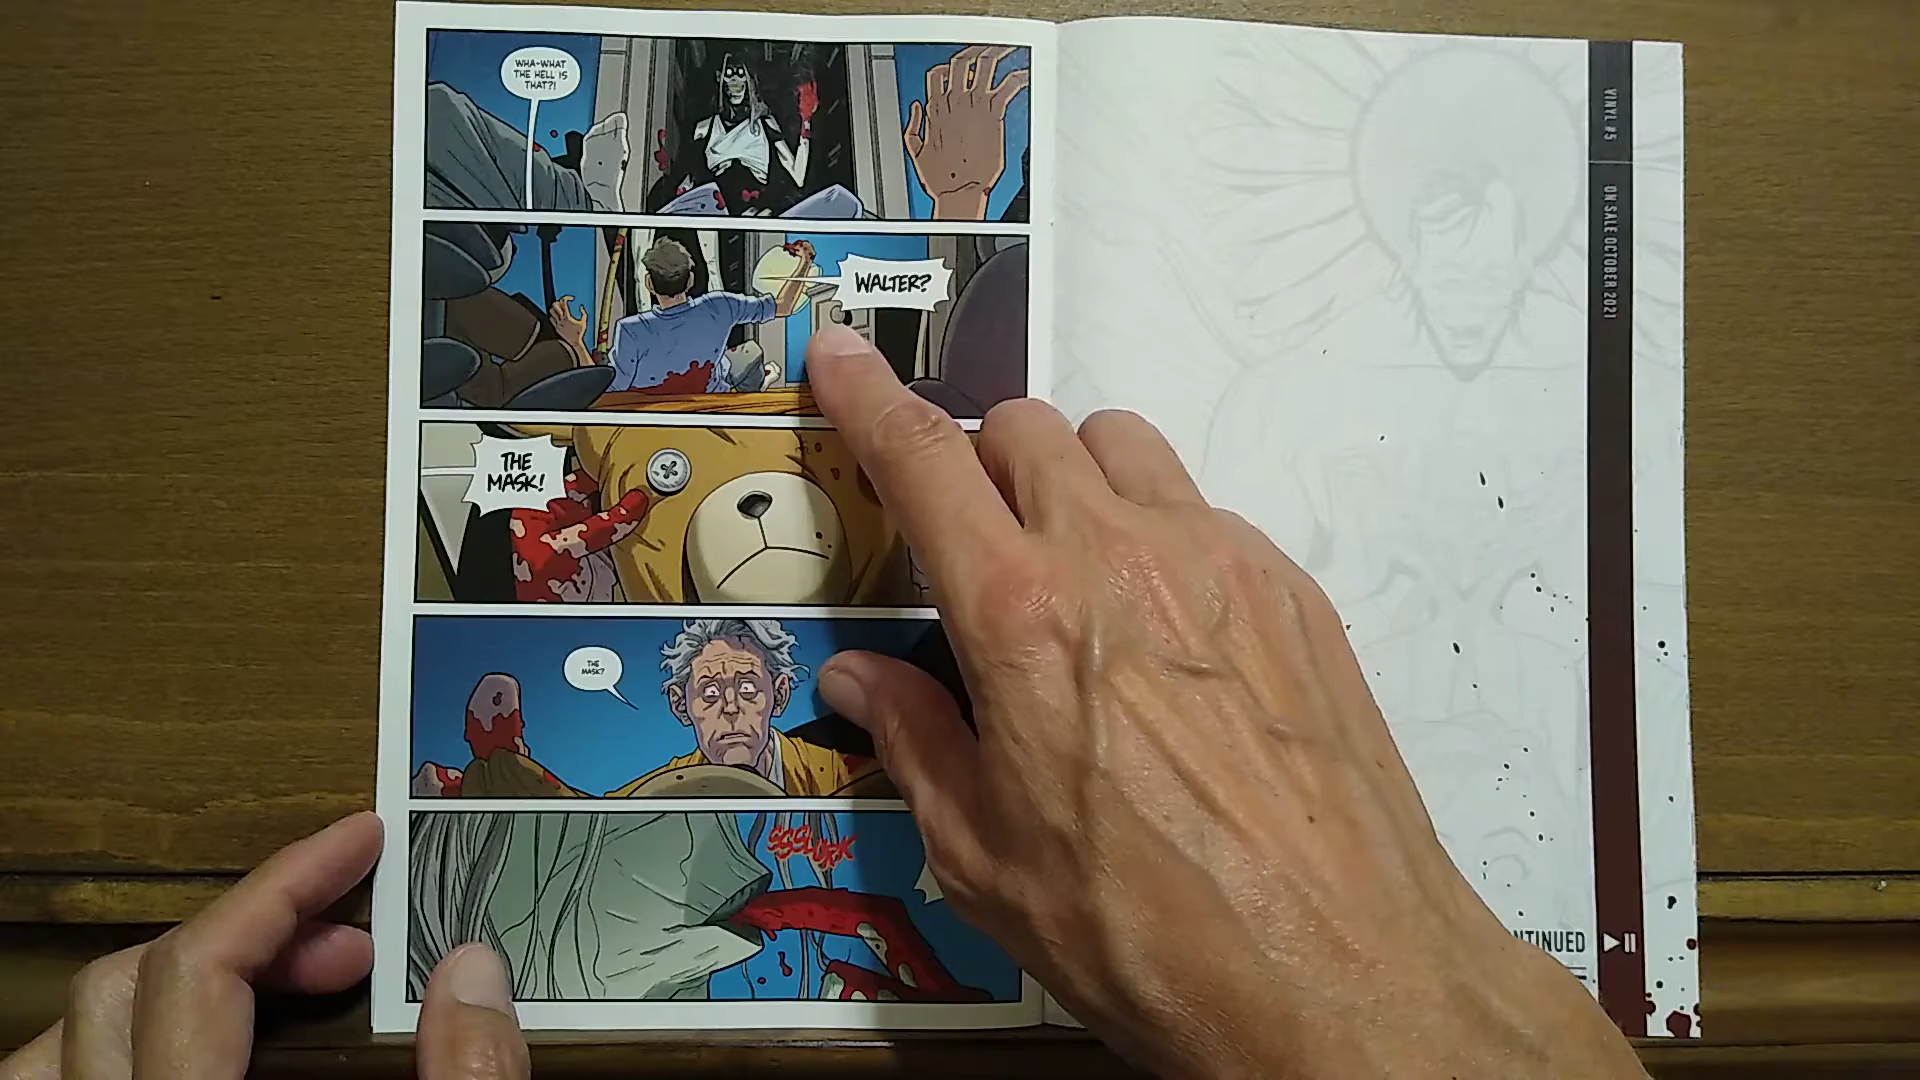 WHA-WHAT
THE HELL IS
THAT?!
WALTER?
THE
MASK!
THE
MASK?
SSSLURK
VINYL #5
ON SALE OCTOBER 2021
NTINUED